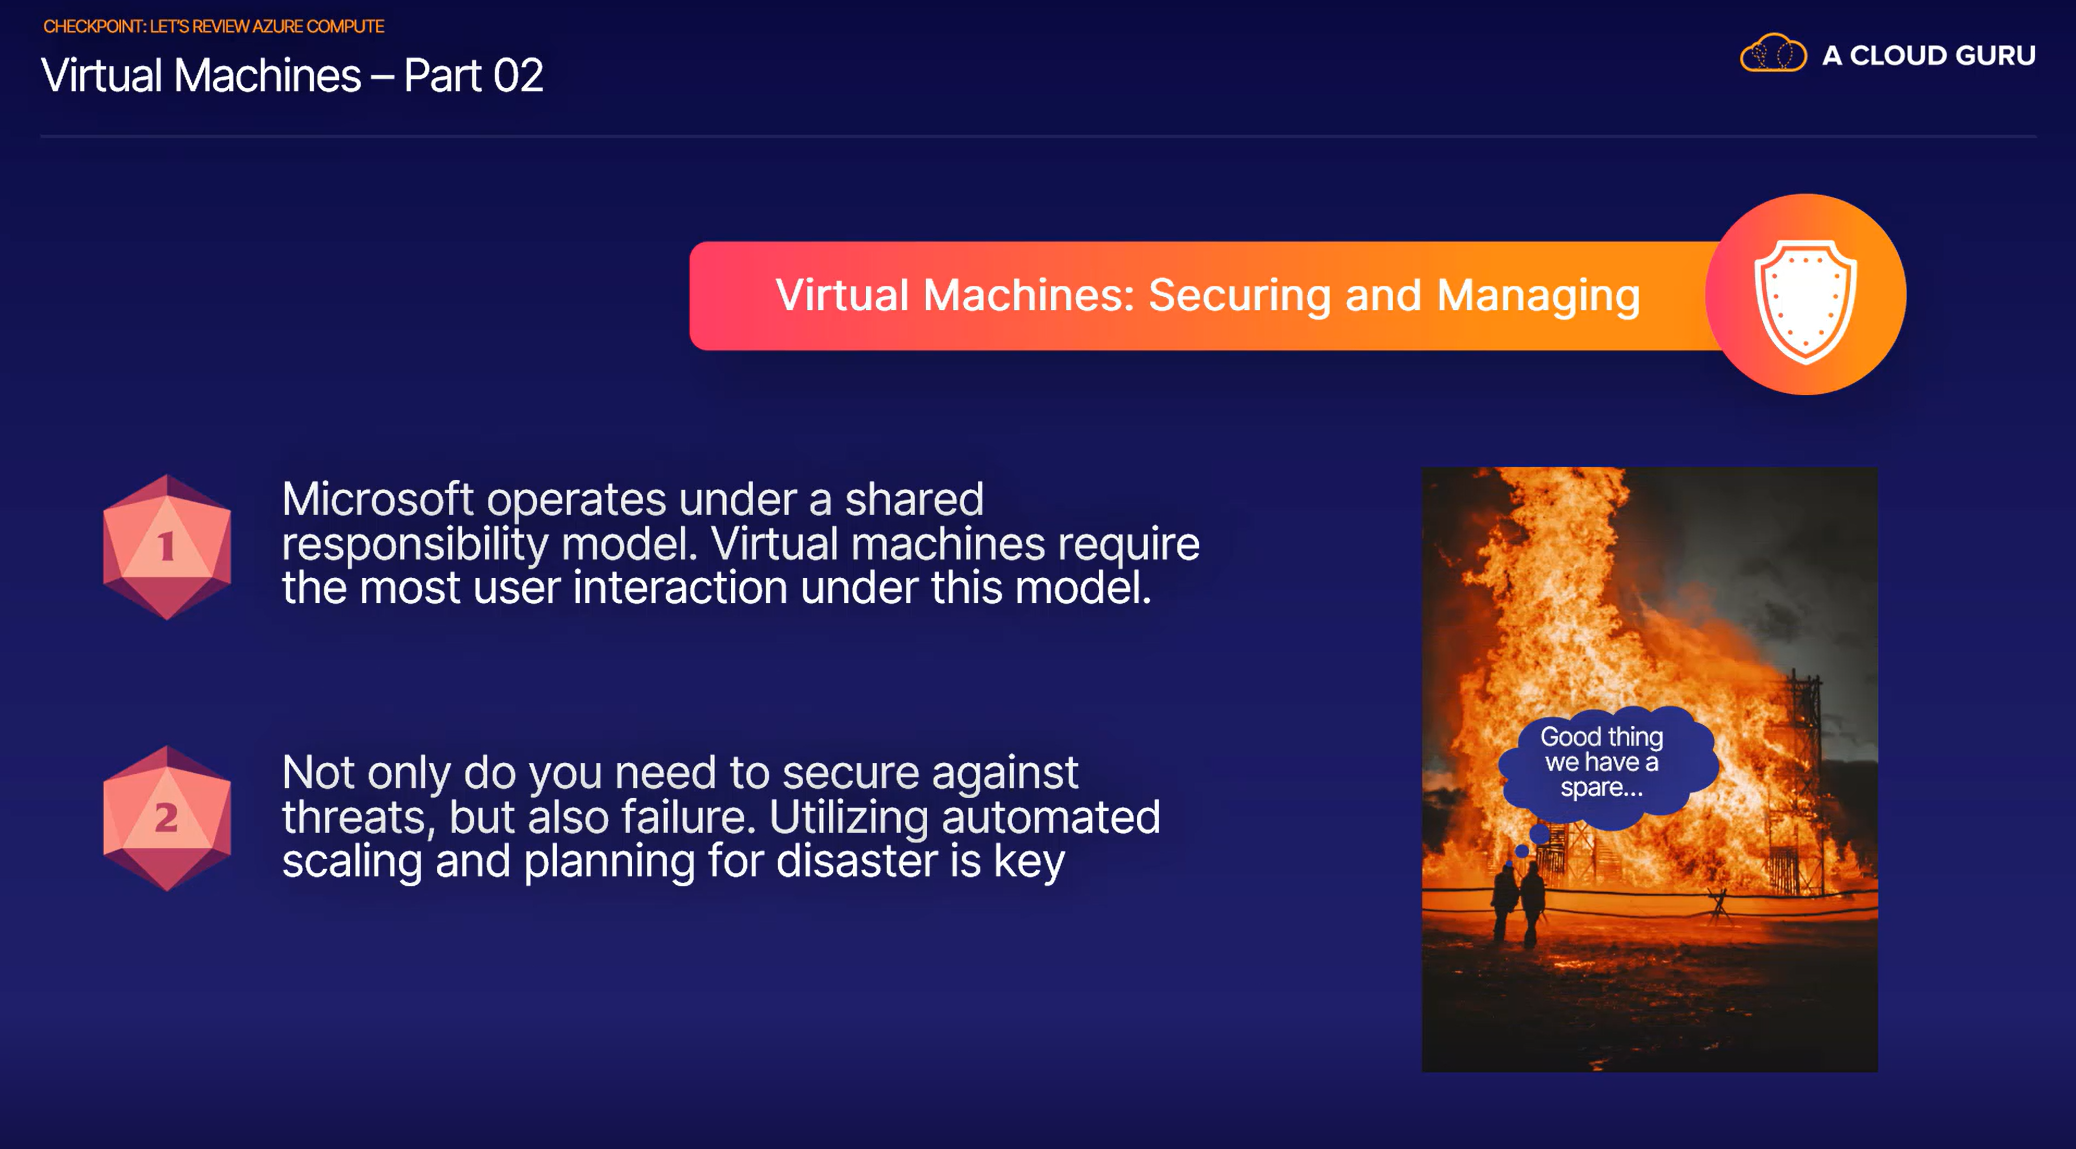 CHECKPOINT: LET'S REVIEW AZURE COMPUTE
Virtual Machines – Part 02
A CLOUD GURU
Virtual Machines: Securing and Managing
1
Microsoft operates under a shared
responsibility model. Virtual machines require
the most user interaction under this model.
2
Not only do you need to secure against
threats, but also failure. Utilizing automated
scaling and planning for disaster is key
Good thing
we have a
spare...